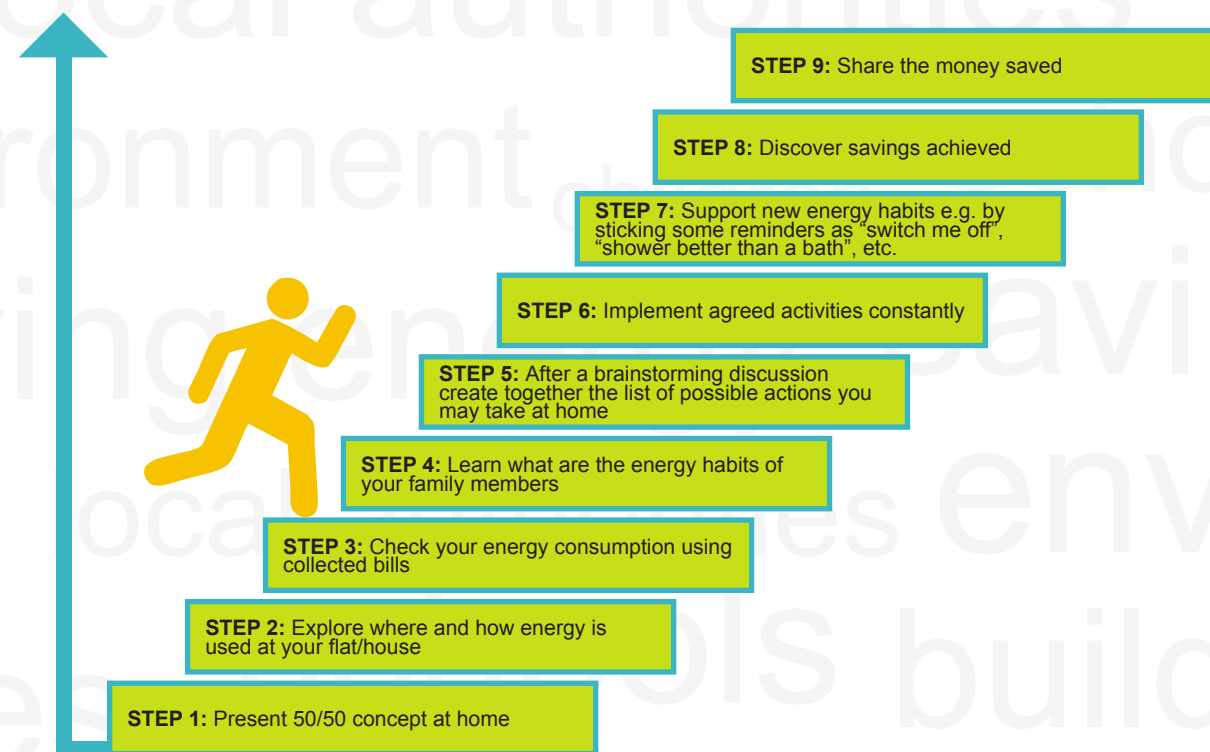 STEP 9: Share the money saved
STEP 8: Discover savings achieved
STEP 7: Support new energy habits e.g. by
sticking some reminders as “switch me off”,
“shower better than a bath”, etc.
STEP 6: Implement agreed activities constantly
STEP 5: After a brainstorming discussion
create together the list of possible actions you
may take at home
STEP 4: Learn what are the energy habits of
your family members
STEP 3: Check your energy consumption using
collected bills
STEP 2: Explore where and how energy is
used at your flat/house
STEP 1: Present 50/50 concept at home